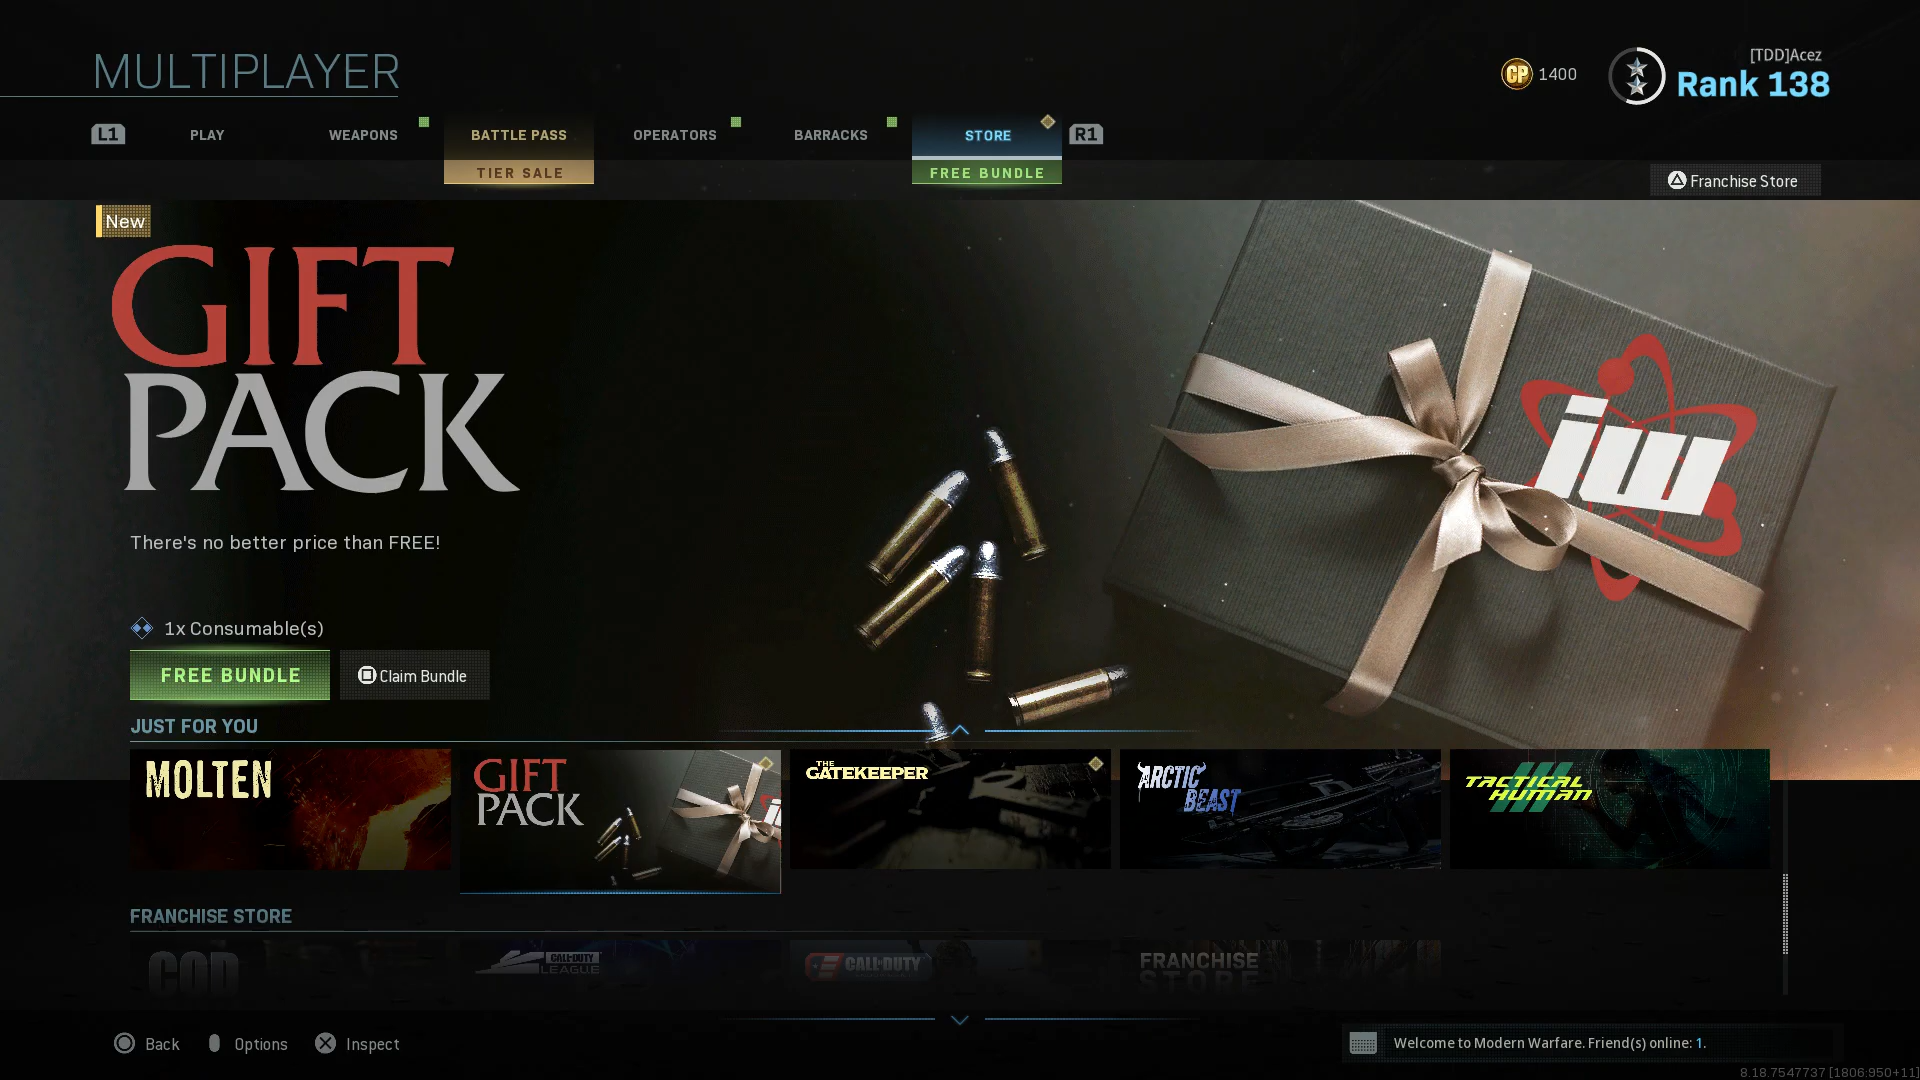 MULTIPLAYER
CP 1400
[TDD]Acez
Rank 138
L1
PLAY
WEAPONS
BATTLE PASS
OPERATORS
BARRACKS
STORE
R1
TIER SALE
FREE BUNDLE
Franchise Store
New
GIFT
PACK
iw
There's no better price than FREE!
1x Consumable(s)
FREE BUNDLE
Claim Bundle
JUST FOR YOU
MOLTEN
GIFT
PACK
THE
GATEKEEPER
ARCTIC
BEAST
TACTICAL
HUMAN
FRANCHISE STORE
COD
CALL·DUTY
LEAGUE
CALL·DUTY
FRANCHISE
STORE
Back
Options
Inspect
Welcome to Modern Warfare. Friend(s) online: 1.
8.18.7547737 [1806:950+11]